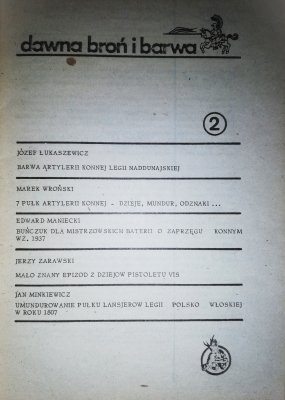 dawna broń i barwa
2
JÓZEF ŁUKASZEWICZ
BARWA ARTYLERII KONNEJ LEGII NADDUNAJSKIEJ
MAREK WROŃSKI
7 PUŁK ARTYLERII KONNEJ - DZIEJE, MUNDUR, ODZNAKI ...
EDWARD MANIECKI
BUŃCZUK DLA MISTRZOWSKICH BATERII O ZAPRZĘGU KONNYM
WZ. 1937
JERZY ZARAWSKI
MAŁO ZNANY EPIZOD Z DZIEJÓW PISTOLETU VIS
JAN MINKIEWICZ
UMUNDUROWANIE PUŁKU LANSJERÓW LEGII POLSKO WŁOSKIEJ
W ROKU 1807